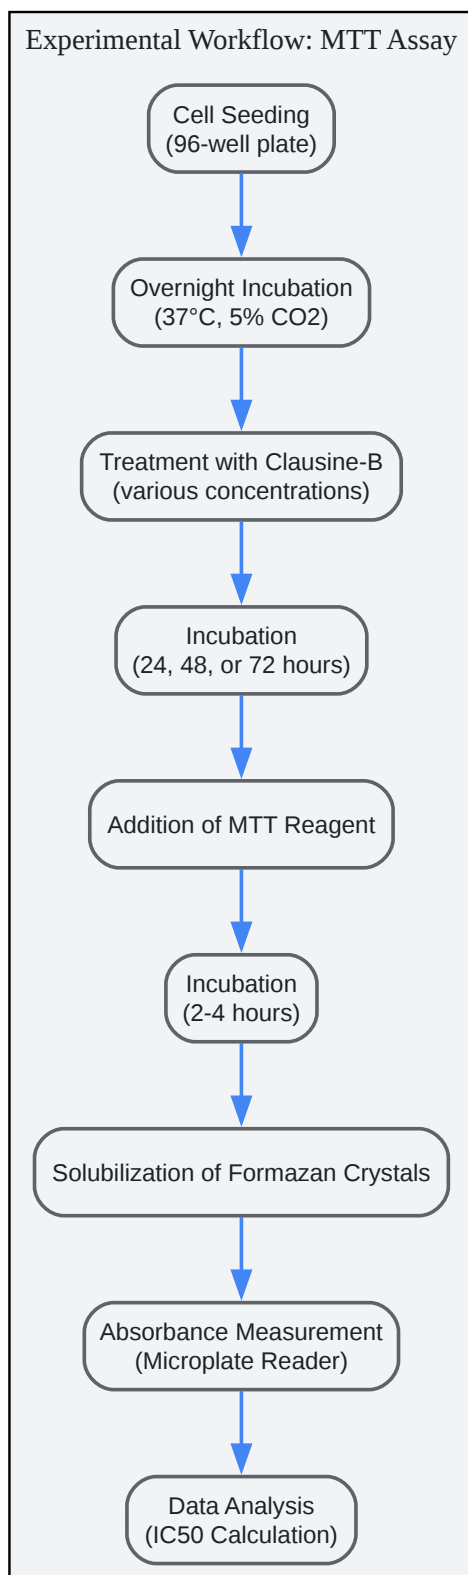 Experimental Workflow: MTT Assay
Cell Seeding
(96-well plate)
Overnight Incubation
(37°C, 5% CO2)
Treatment with Clausine-B
(various concentrations)
Incubation
(24, 48, or 72 hours)
Addition of MTT Reagent
Incubation
(2-4 hours)
Solubilization of Formazan Crystals
Absorbance Measurement
(Microplate Reader)
Data Analysis
(IC50 Calculation)